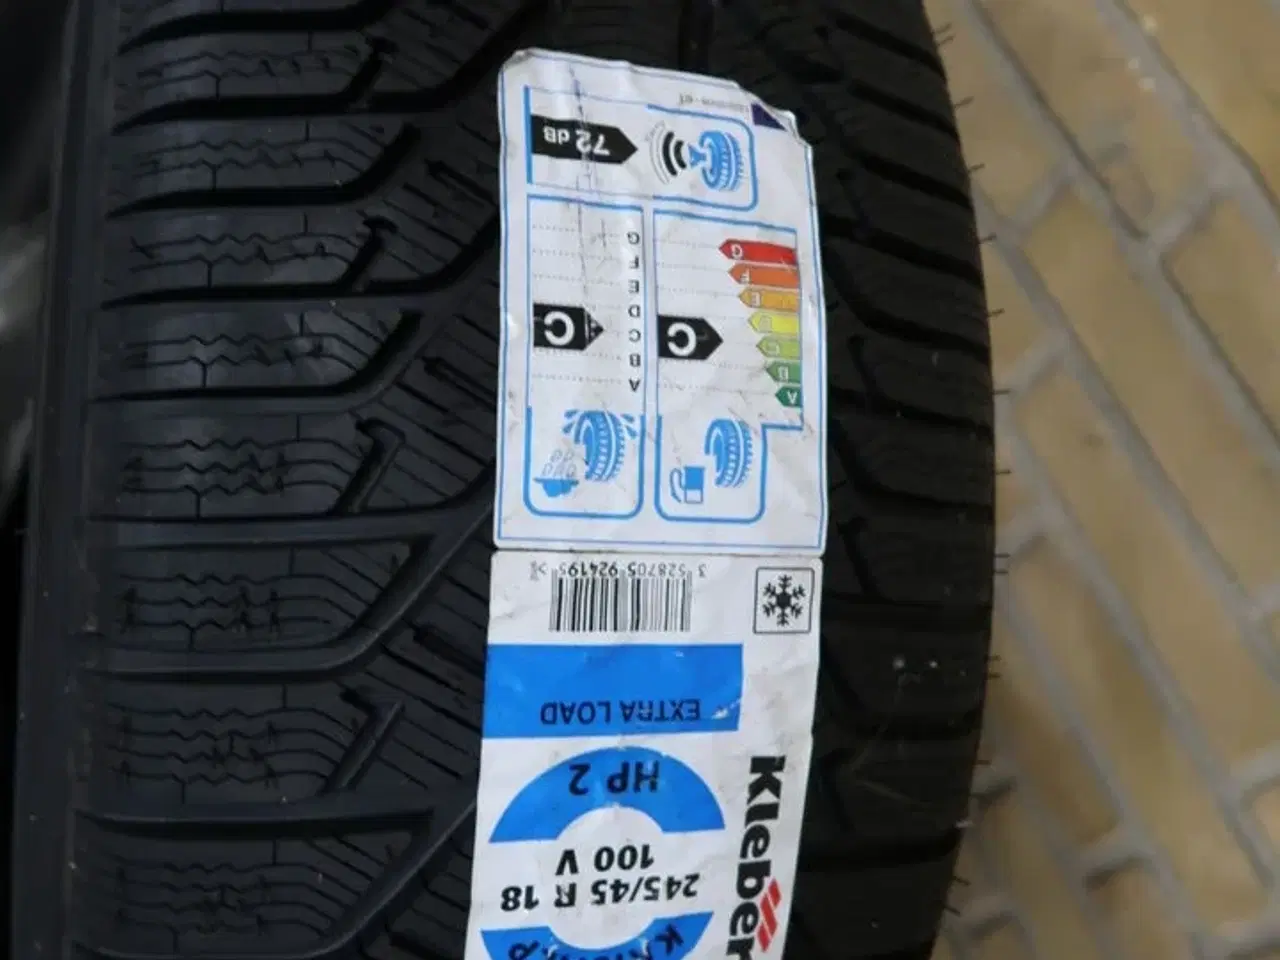 Kleber
245/45 R 18
100 V
HP 2
EXTRA LOAD
3 528705 924195 >
A
B
C
D
E
F
G
C
A
B
C
D
E
F
G
C
72 dB